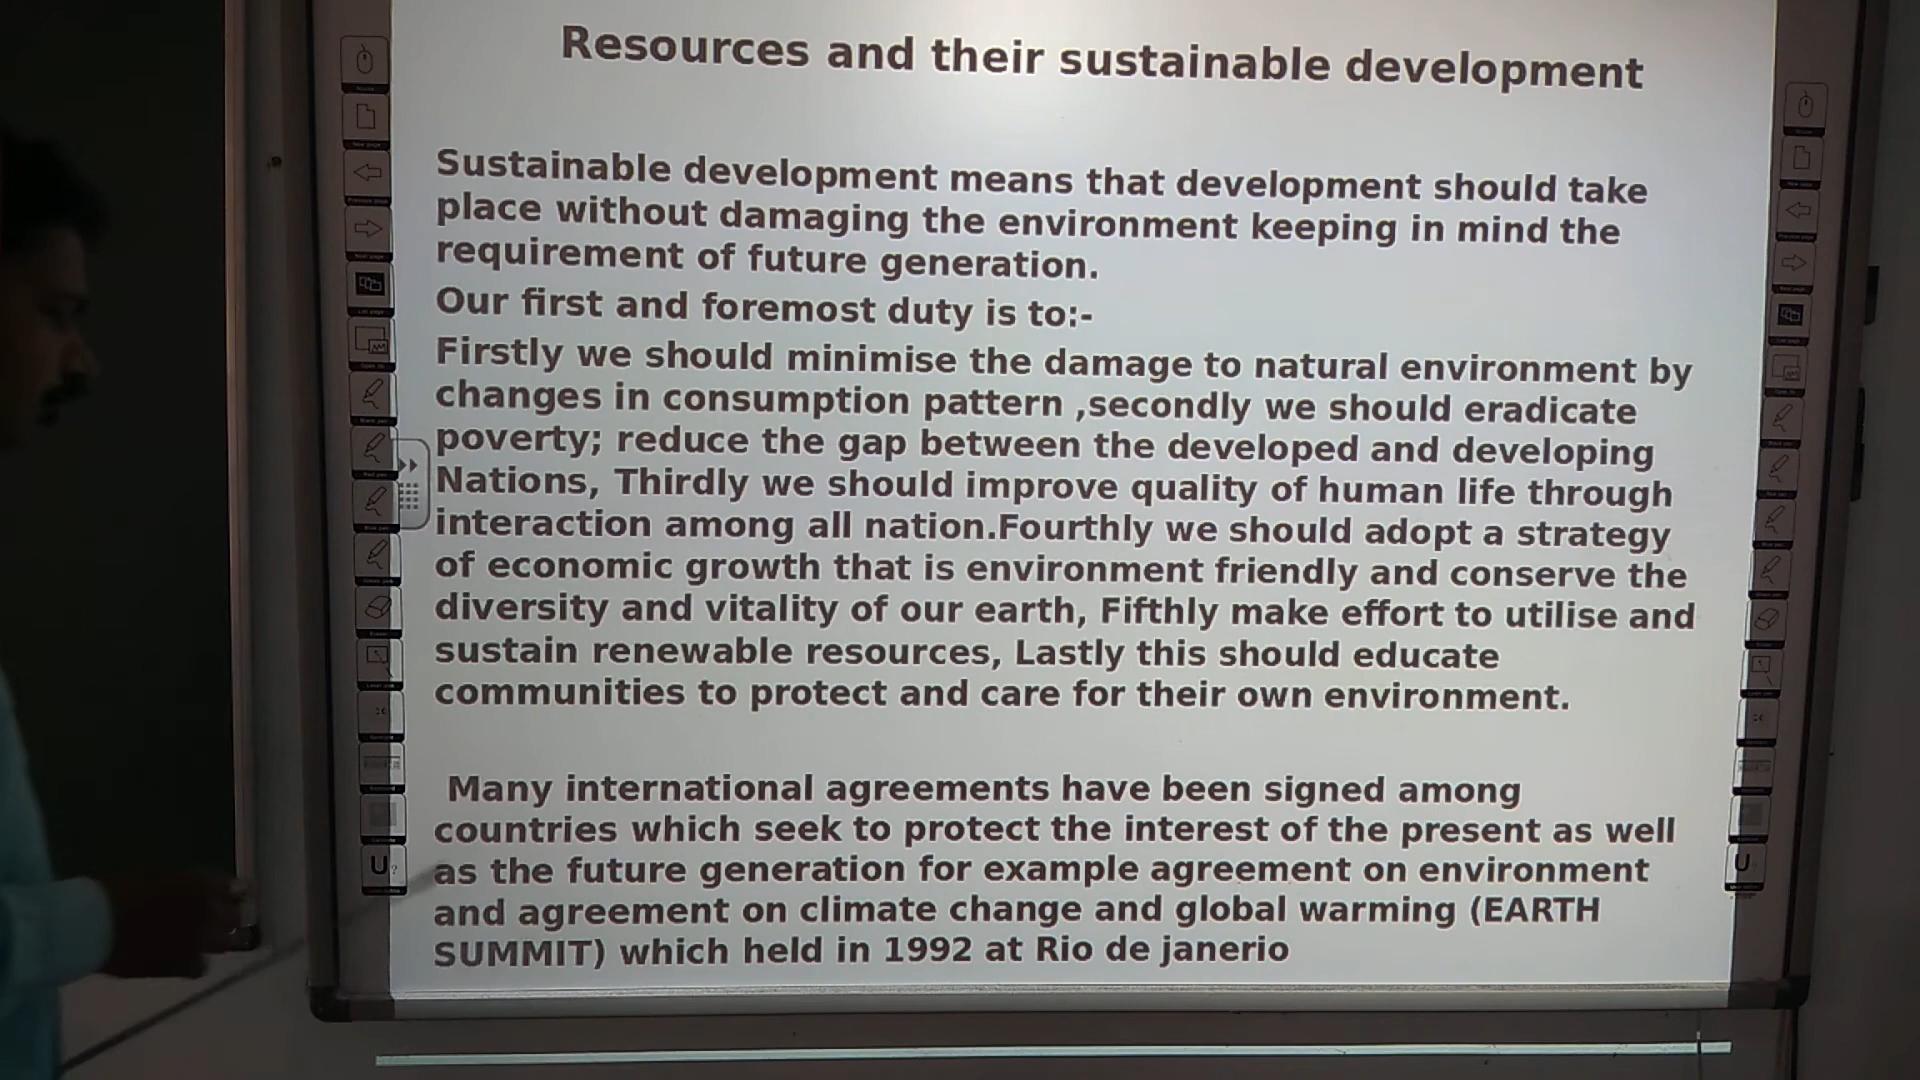 Resources and their sustainable development
Sustainable development means that development should take
place without damaging the environment keeping in mind the
requirement of future generation.
Our first and foremost duty is to:-
Firstly we should minimise the damage to natural environment by
changes in consumption pattern ,secondly we should eradicate
poverty; reduce the gap between the developed and developing
Nations, Thirdly we should improve quality of human life through
interaction among all nation.Fourthly we should adopt a strategy
of economic growth that is environment friendly and conserve the
diversity and vitality of our earth, Fifthly make effort to utilise and
sustain renewable resources, Lastly this should educate
communities to protect and care for their own environment.
Many international agreements have been signed among
countries which seek to protect the interest of the present as well
as the future generation for example agreement on environment
and agreement on climate change and global warming (EARTH
SUMMIT) which held in 1992 at Rio de janerio